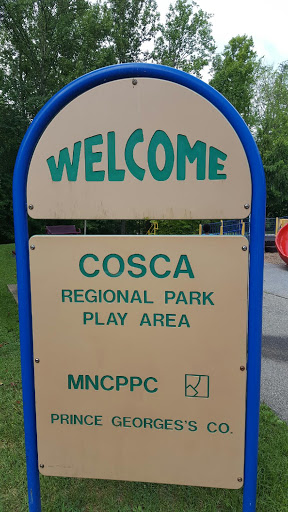 WELCOME
COSCA
REGIONAL PARK
PLAY AREA
MNCPPC
PRINCE GEORGES'S CO.